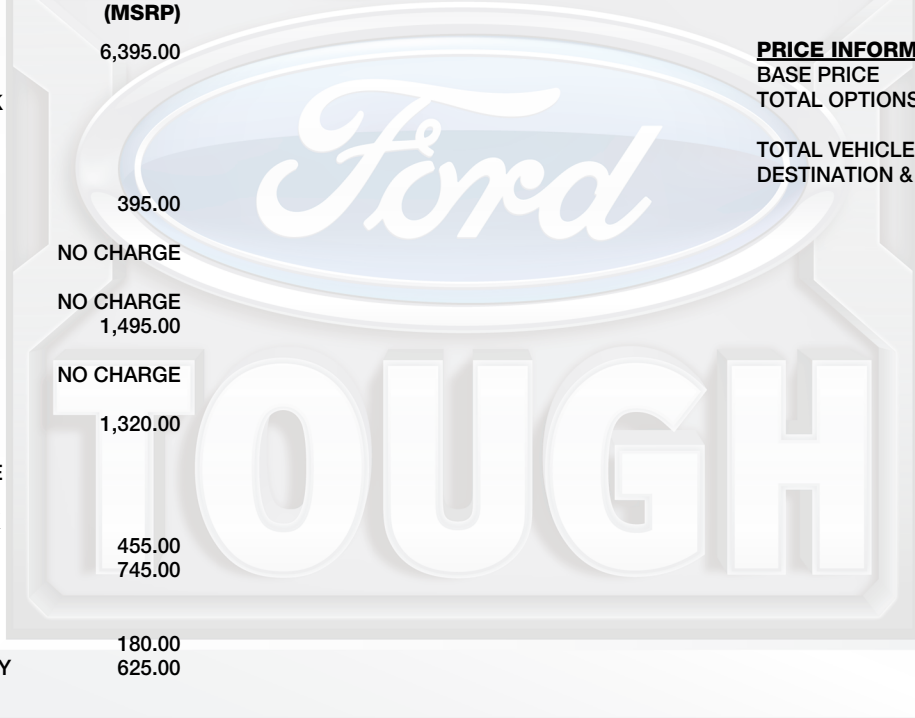 (MSRP)
6,395.00
PRICE INFORM
BASE PRICE
TOTAL OPTIONS
TOTAL VEHICLE
DESTINATION &
395.00
NO CHARGE
NO CHARGE
1,495.00
NO CHARGE
1,320.00
455.00
745.00
180.00
Y 625.00
Ford
TOUGH